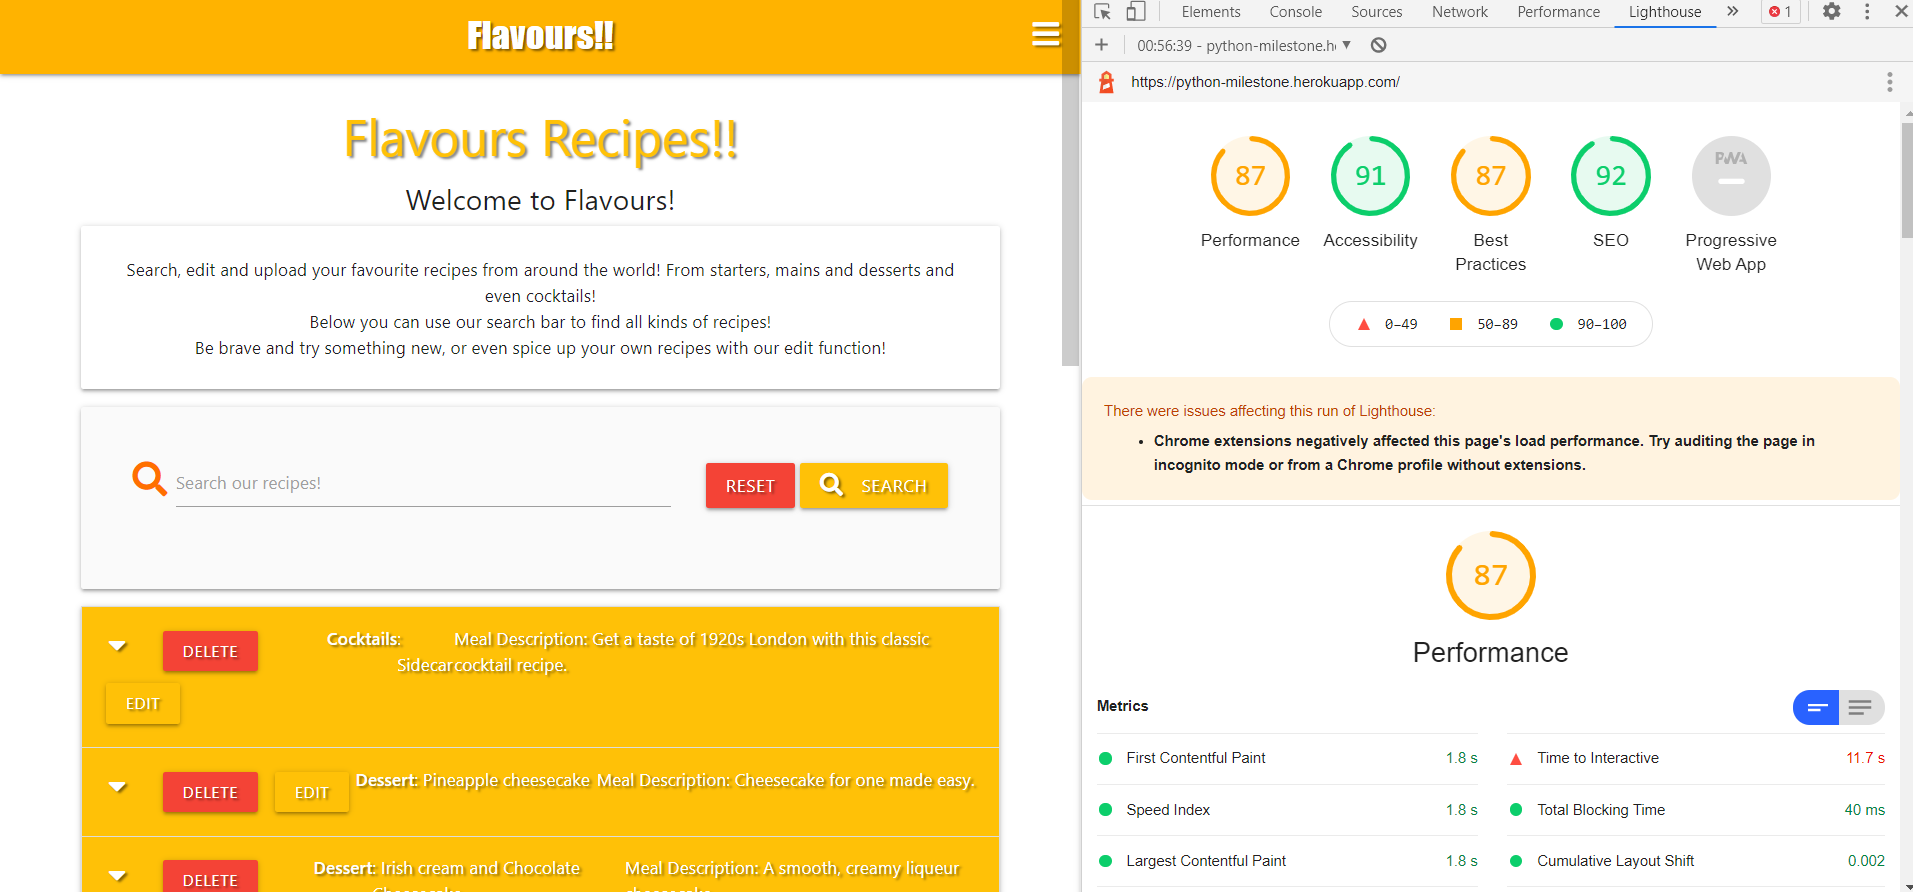 Flavours!!
Flavours Recipes!!
Welcome to Flavours!
Search, edit and upload your favourite recipes from around the world! From starters, mains and desserts and
even cocktails!
Below you can use our search bar to find all kinds of recipes!
Be brave and try something new, or even spice up your own recipes with our edit function!
Search our recipes!
RESET
SEARCH
DELETE
Cocktails:
Sidecar
Meal Description: Get a taste of 1920s London with this classic
cocktail recipe.
EDIT
DELETE
EDIT
Dessert: Pineapple cheesecake
Meal Description: Cheesecake for one made easy.
DELETE
Dessert: Irish cream and Chocolate
Meal Description: A smooth, creamy liqueur
Elements
Console
Sources
Network
Performance
Lighthouse
1
00:56:39 - python-milestone.h
https://python-milestone.herokuapp.com/
87
Performance
91
Accessibility
87
Best
Practices
92
SEO
PWA
Progressive
Web App
0–49
50–89
90–100
There were issues affecting this run of Lighthouse:
• Chrome extensions negatively affected this page's load performance. Try auditing the page in
incognito mode or from a Chrome profile without extensions.
87
Performance
Metrics
First Contentful Paint 1.8 s
Time to Interactive 11.7 s
Speed Index 1.8 s
Total Blocking Time 40 ms
Largest Contentful Paint 1.8 s
Cumulative Layout Shift 0.002